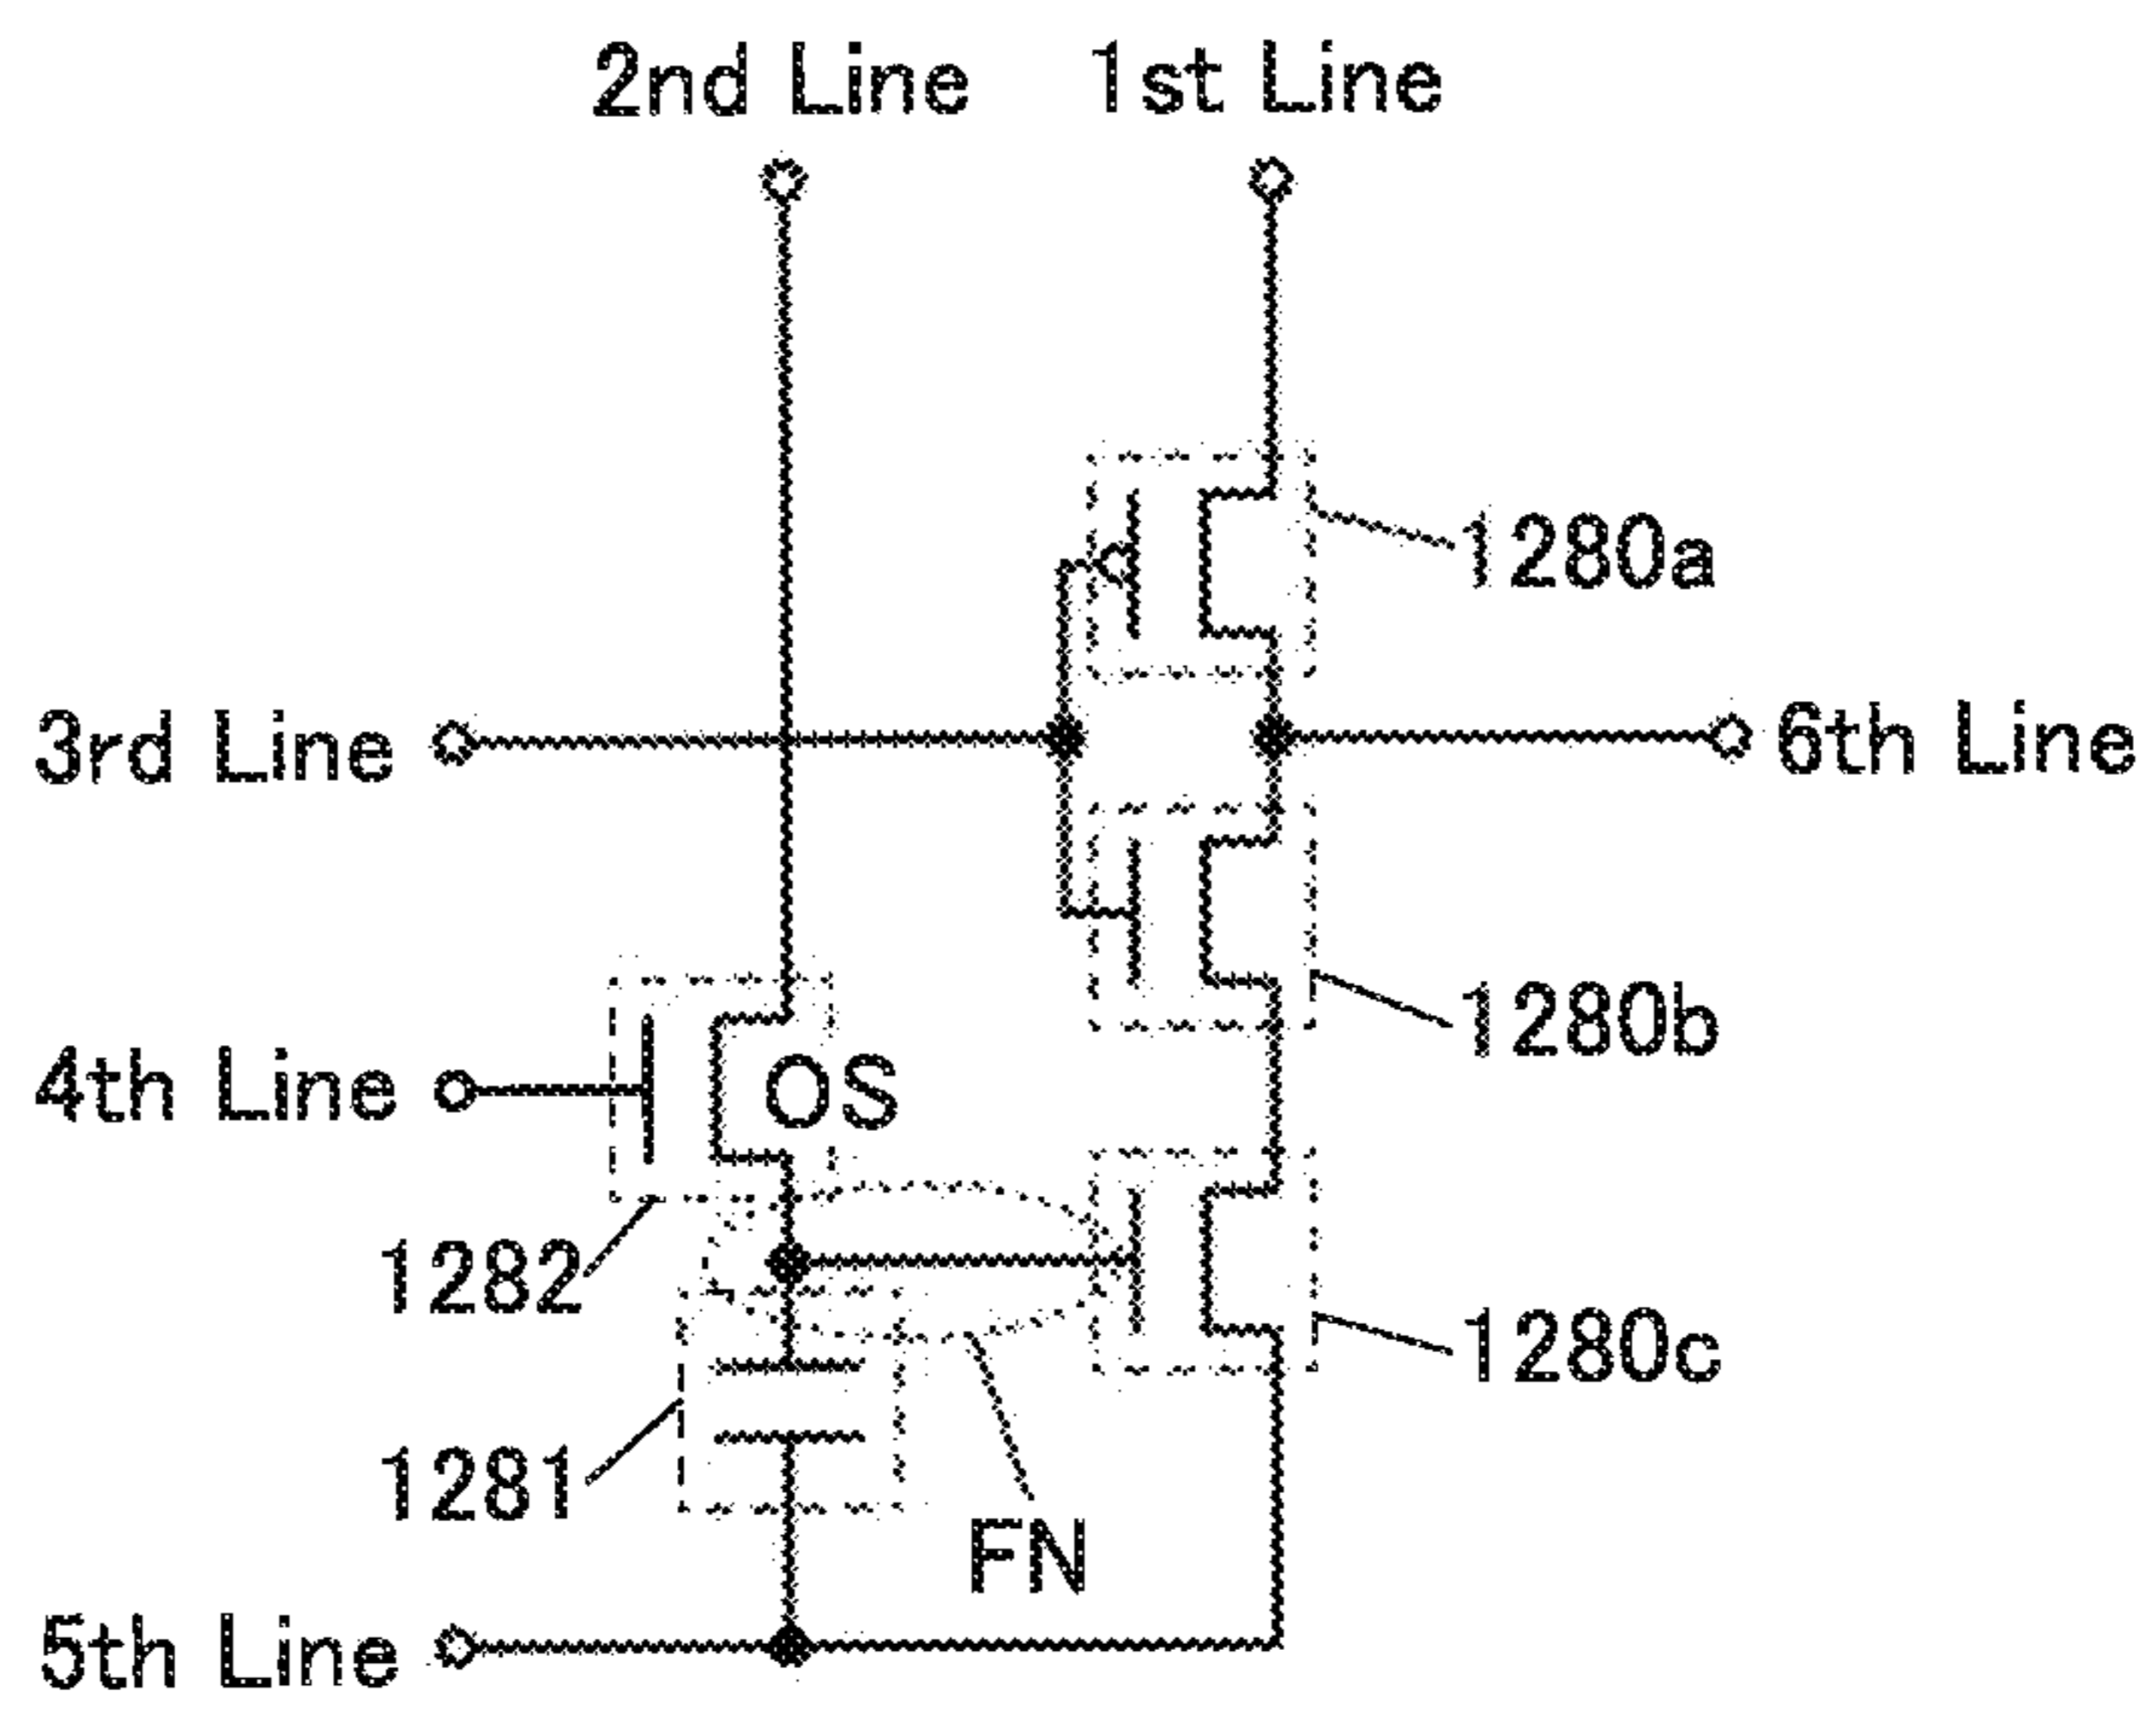 2nd Line 1st Line
1280a
3rd Line 6th Line
1280b
4th Line OS
1282
1280c
1281
FN
5th Line